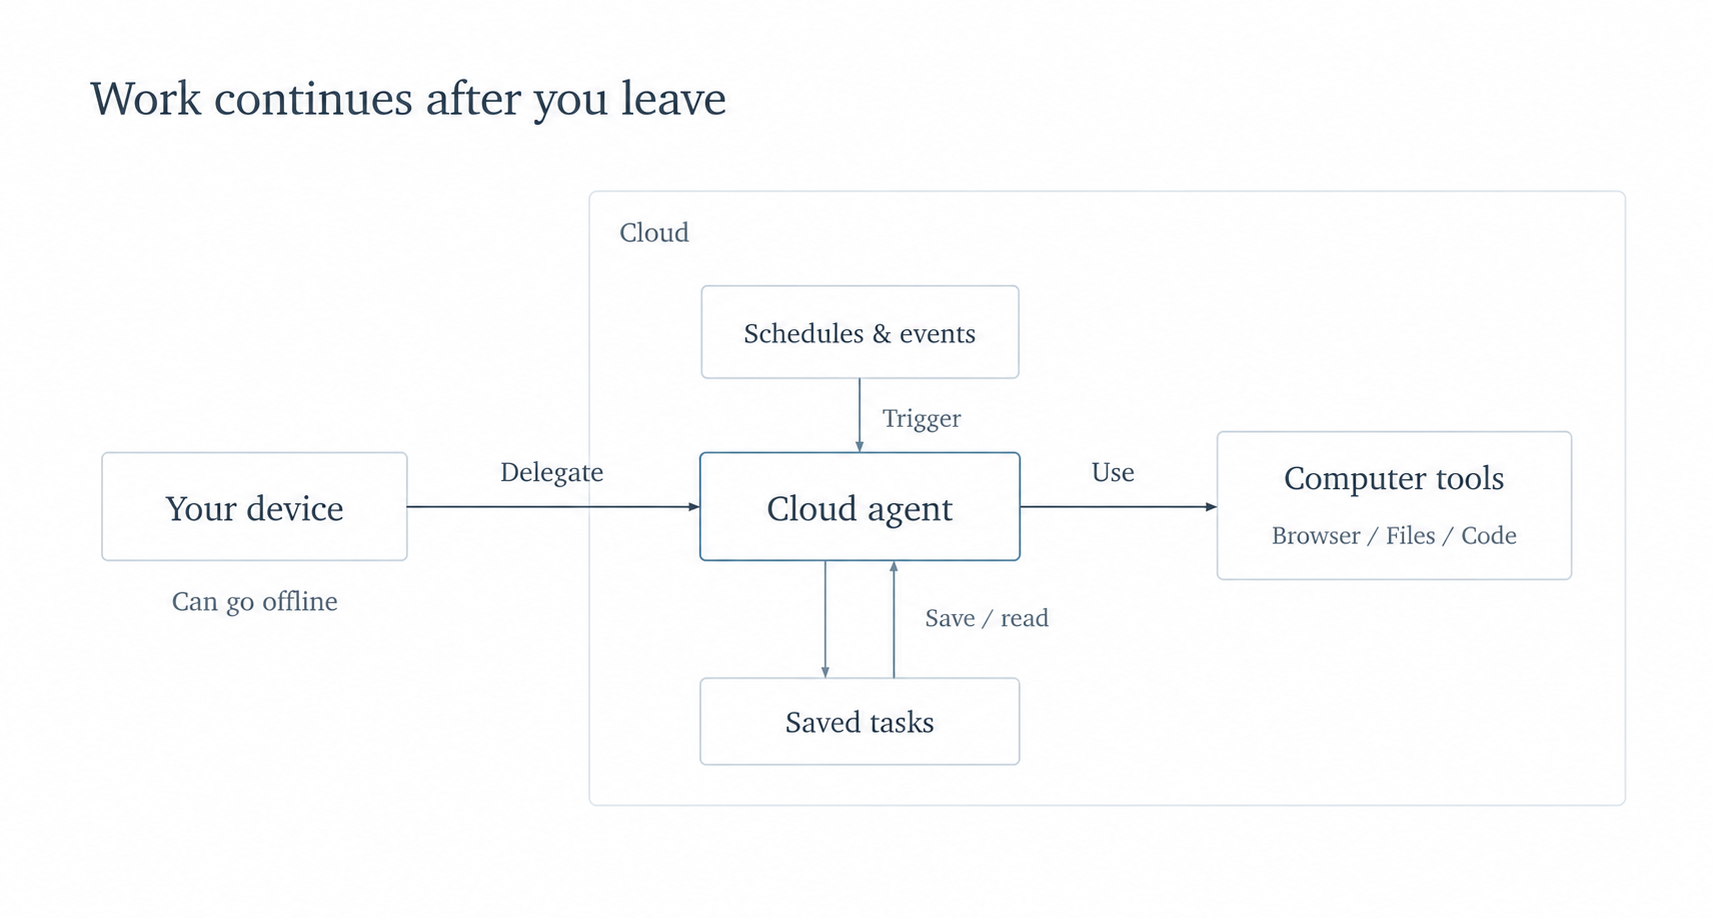 Work continues after you leave
Cloud
Schedules & events
Trigger
Your device
Can go offline
Delegate
Cloud agent
Use
Computer tools
Browser / Files / Code
Save / read
Saved tasks